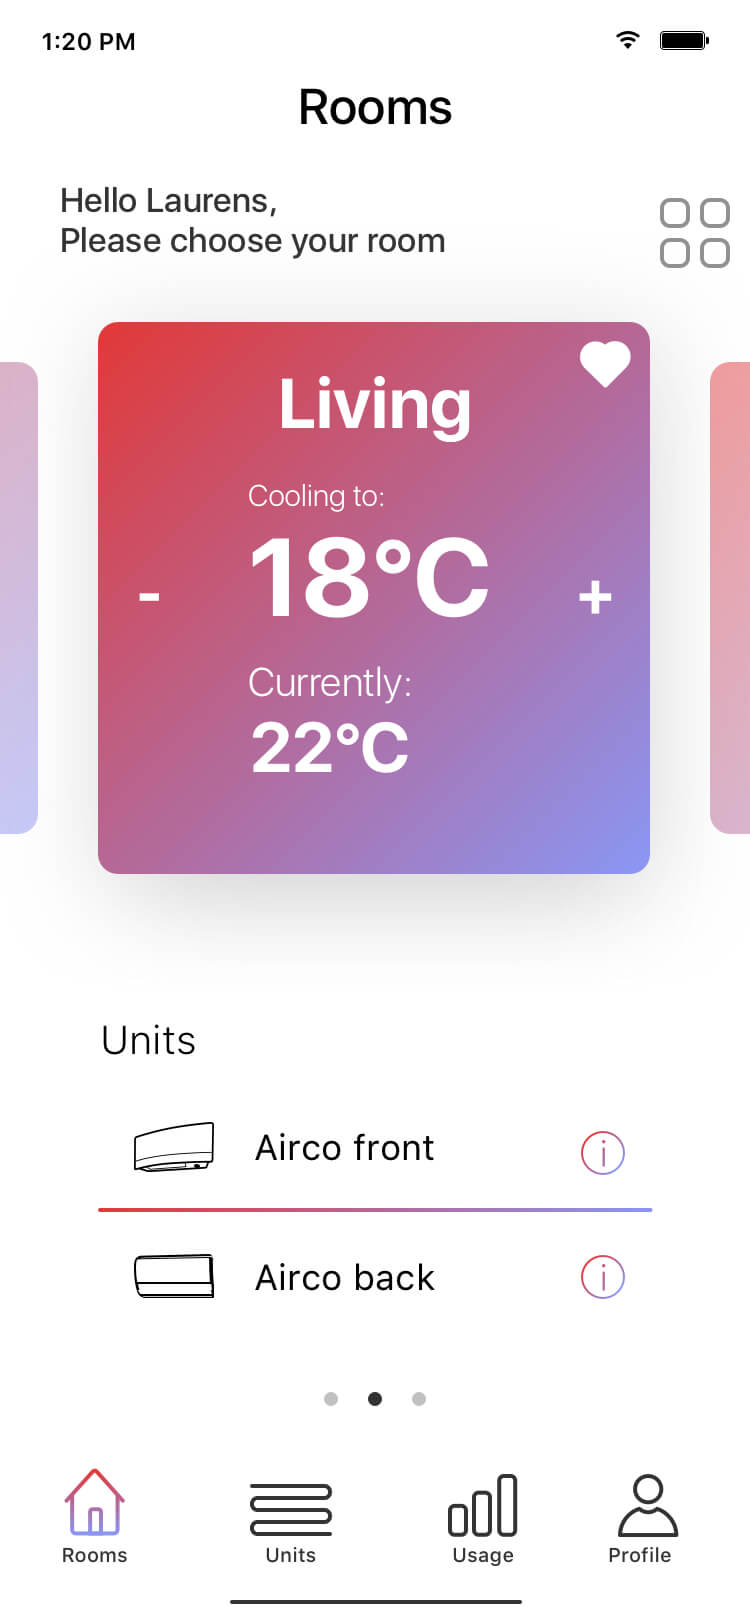 1:20 PM
Rooms
Hello Laurens,
Please choose your room
Living
Cooling to:
18°C
- +
Currently:
22°C
Units
Airco front
Airco back
Rooms Units Usage Profile